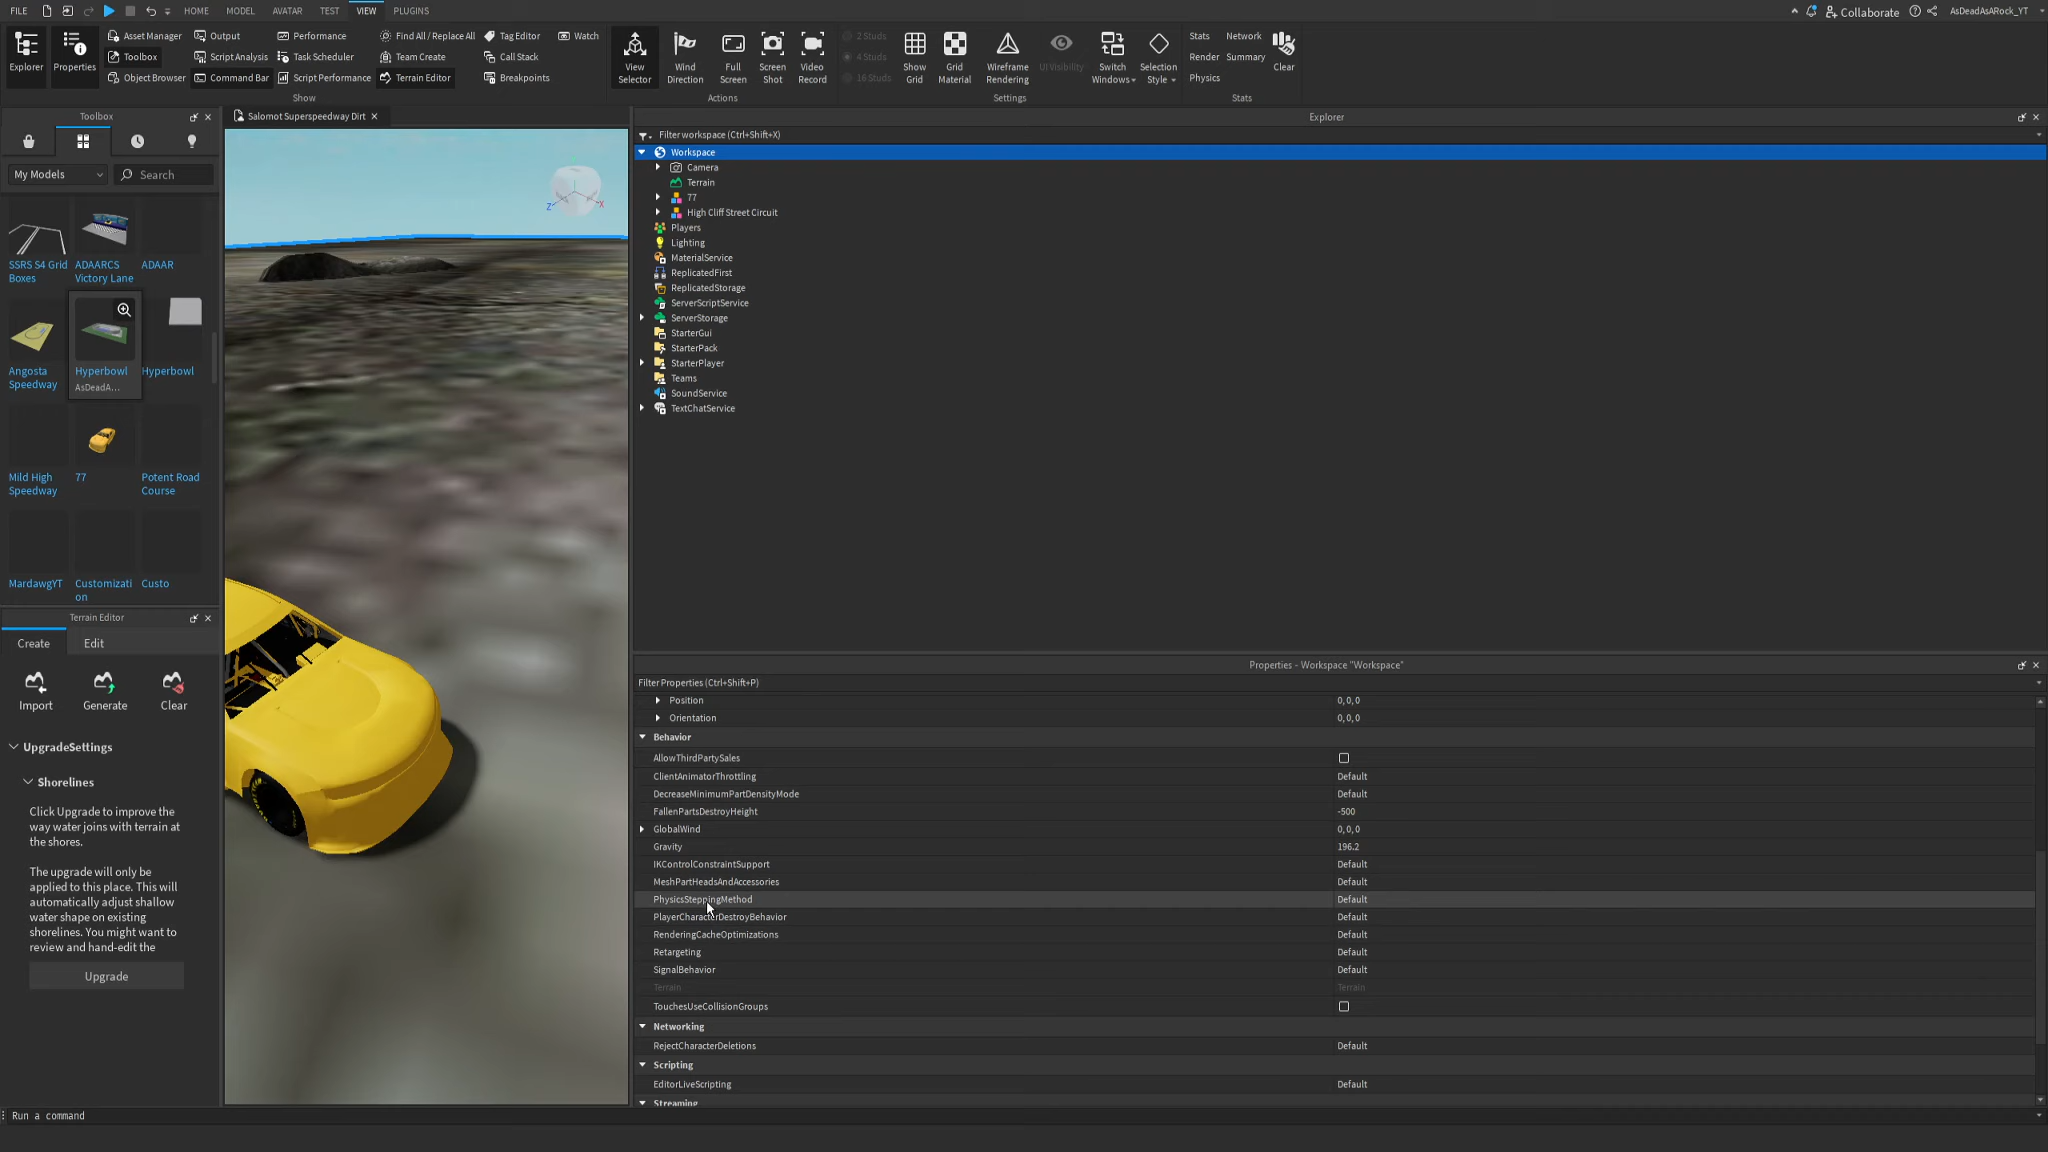 FILE
HOME
MODEL
AVATAR
TEST
VIEW
PLUGINS
Collaborate
AsDeadAsARock_YT
Explorer
Properties
Asset Manager
Toolbox
Object Browser
Output
Script Analysis
Command Bar
Performance
Task Scheduler
Script Performance
Find All / Replace All
Team Create
Terrain Editor
Tag Editor
Call Stack
Breakpoints
Watch
Show
View
Selector
Wind
Direction
Full
Screen
Screen
Shot
Video
Record
Actions
2 Studs
4 Studs
16 Studs
Show
Grid
Grid
Material
Wireframe
Rendering
UI Visibility
Switch
Windows
Selection
Style
Settings
Stats
Network
Render
Summary
Physics
Clear
Stats
Toolbox
My Models
Search
SSRS S4 Grid
Boxes
ADAARCS
Victory Lane
ADAAR
Angosta
Speedway
Hyperbowl
AsDeadA...
Hyperbowl
Mild High
Speedway
77
Potent Road
Course
MardawgYT
Customizati
on
Custo
Terrain Editor
Create
Edit
Import
Generate
Clear
UpgradeSettings
Shorelines
Click Upgrade to improve the
way water joins with terrain at
the shores.
The upgrade will only be
applied to this place. This will
automatically adjust shallow
water shape on existing
shorelines. You might want to
review and hand-edit the
Upgrade
Salomot Superspeedway Dirt
Z
X
Explorer
Filter workspace (Ctrl+Shift+X)
Workspace
Camera
Terrain
77
High Cliff Street Circuit
Players
Lighting
MaterialService
ReplicatedFirst
ReplicatedStorage
ServerScriptService
ServerStorage
StarterGui
StarterPack
StarterPlayer
Teams
SoundService
TextChatService
Properties - Workspace "Workspace"
Filter Properties (Ctrl+Shift+P)
Position 0, 0, 0
Orientation 0, 0, 0
Behavior
AllowThirdPartySales
ClientAnimatorThrottling Default
DecreaseMinimumPartDensityMode Default
FallenPartsDestroyHeight -500
GlobalWind 0, 0, 0
Gravity 196.2
IKControlConstraintSupport Default
MeshPartHeadsAndAccessories Default
PhysicsSteppingMethod Default
PlayerCharacterDestroyBehavior Default
RenderingCacheOptimizations Default
Retargeting Default
SignalBehavior Default
Terrain Terrain
TouchesUseCollisionGroups
Networking
RejectCharacterDeletions Default
Scripting
EditorLiveScripting Default
Streaming
Run a command